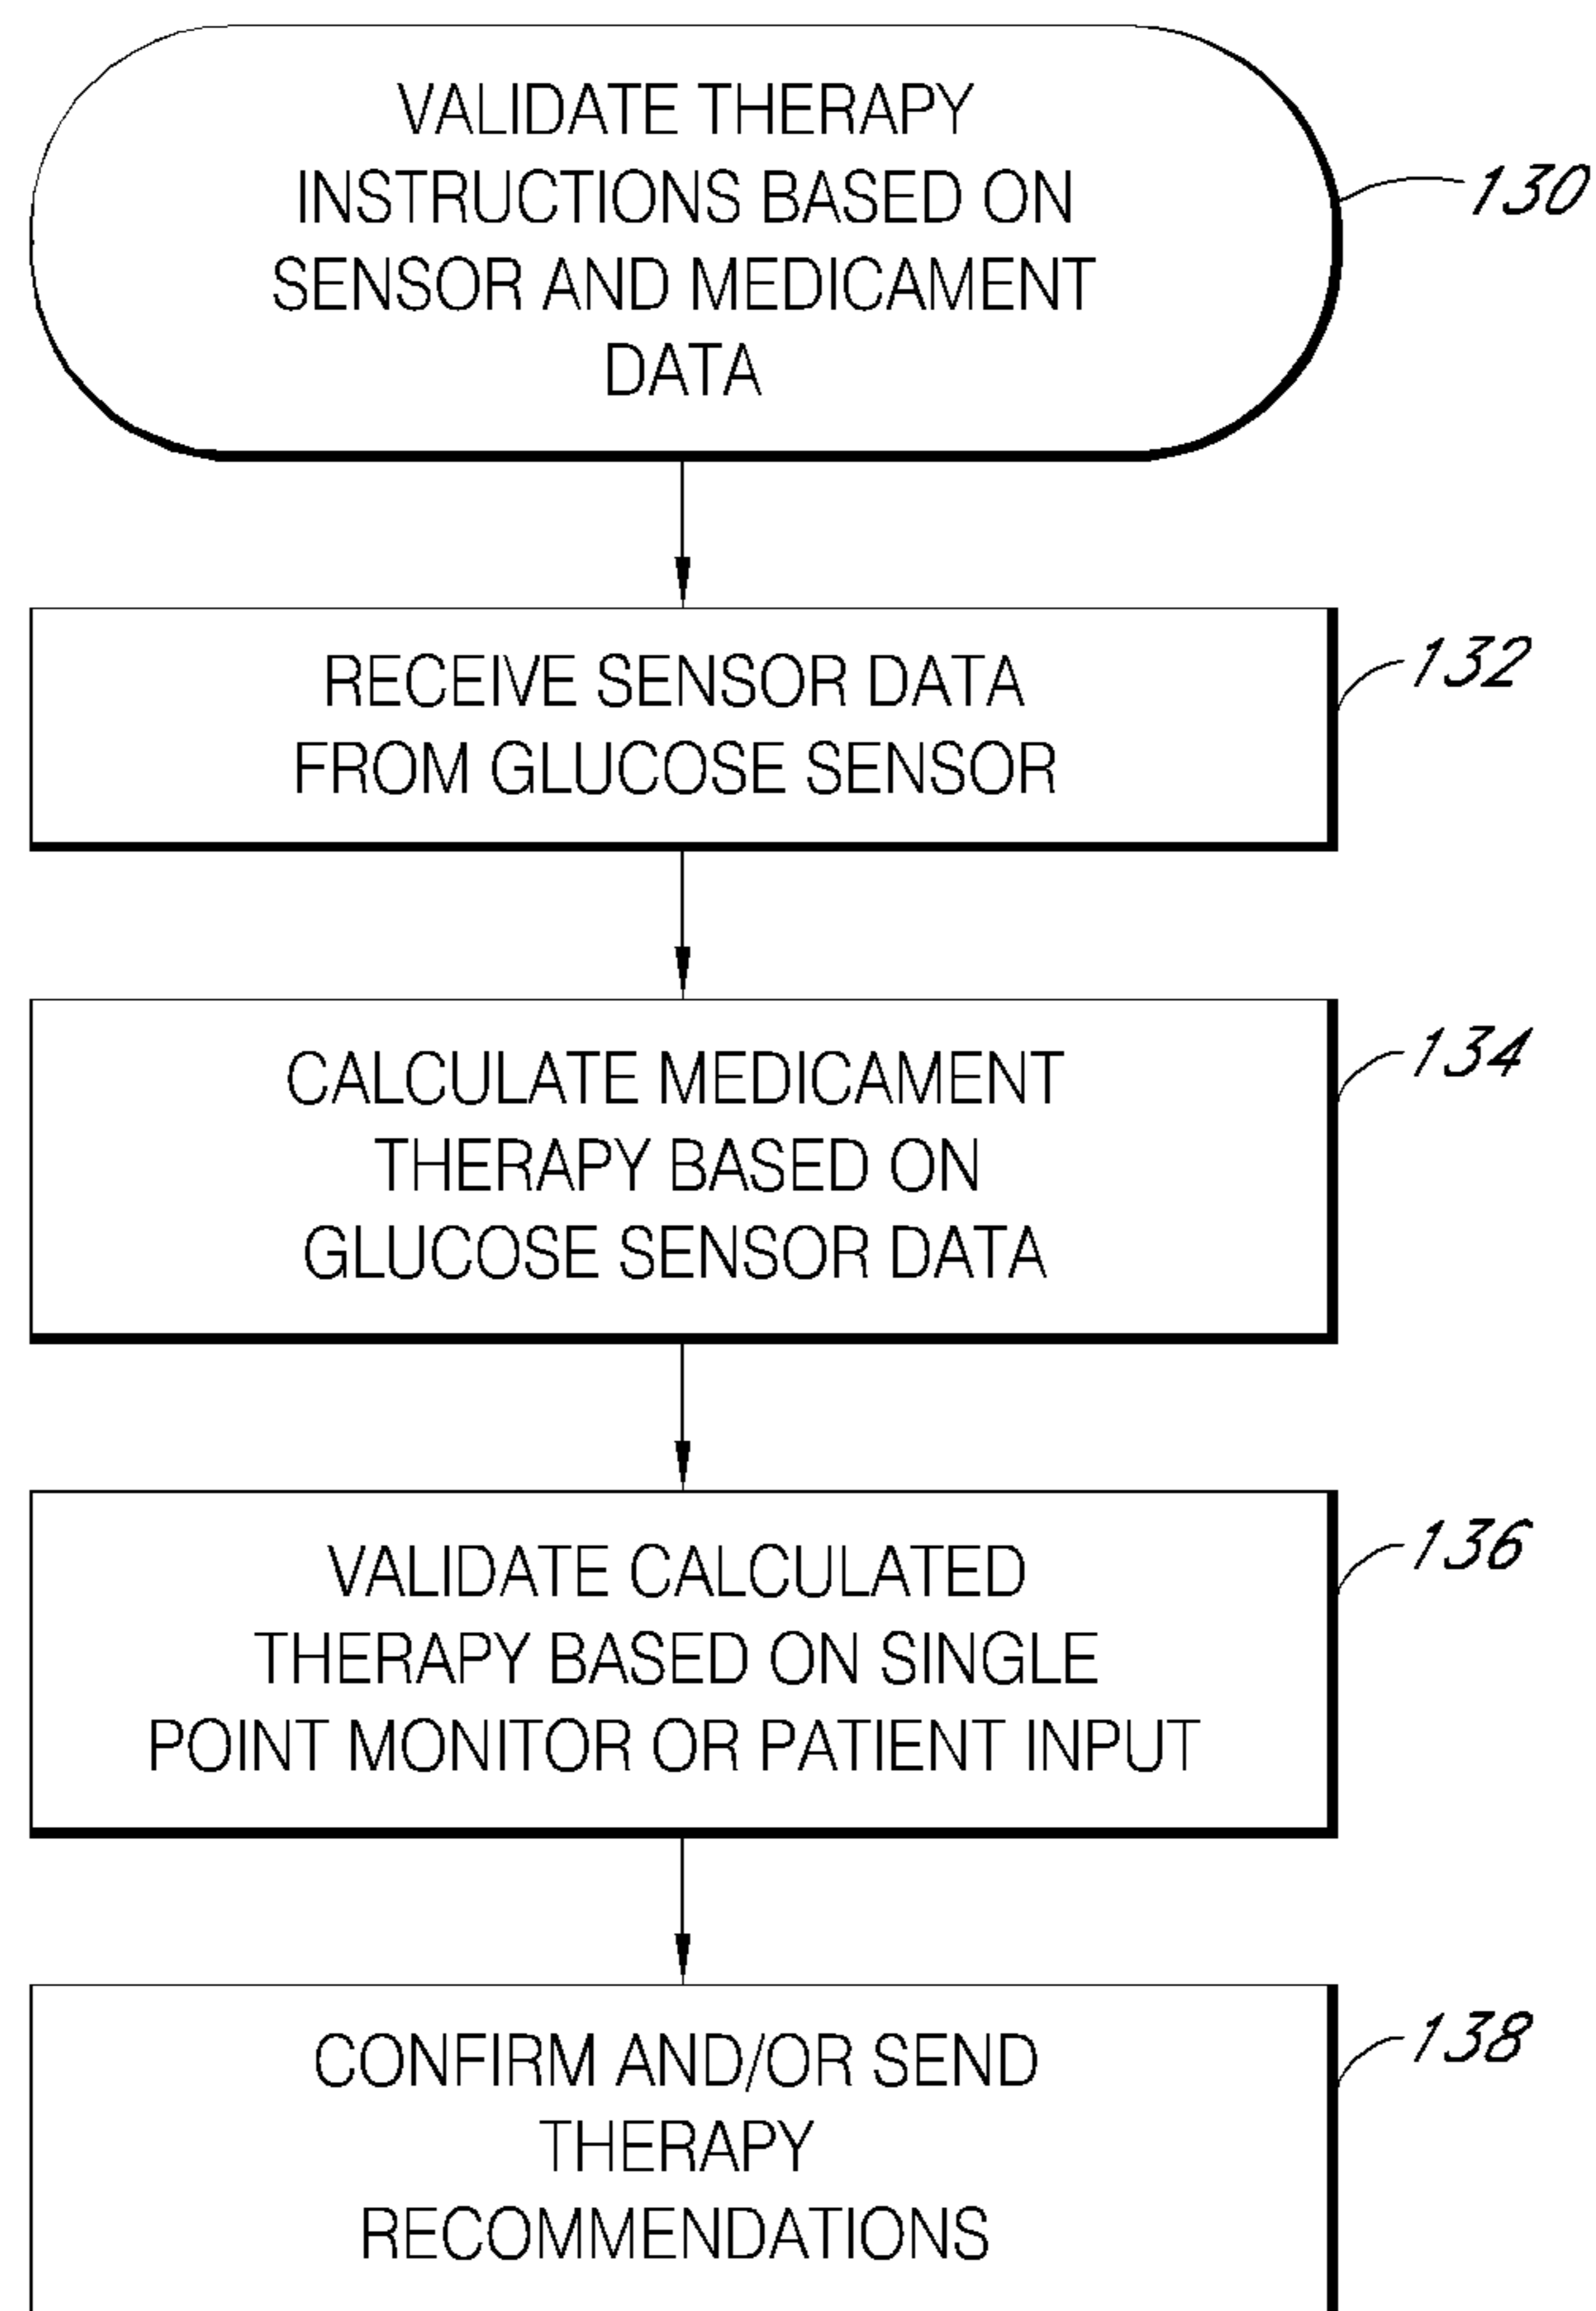 VALIDATE THERAPY
INSTRUCTIONS BASED ON
SENSOR AND MEDICAMENT
DATA
130
RECEIVE SENSOR DATA
FROM GLUCOSE SENSOR
132
CALCULATE MEDICAMENT
THERAPY BASED ON
GLUCOSE SENSOR DATA
134
VALIDATE CALCULATED
THERAPY BASED ON SINGLE
POINT MONITOR OR PATIENT INPUT
136
CONFIRM AND/OR SEND
THERAPY
RECOMMENDATIONS
138